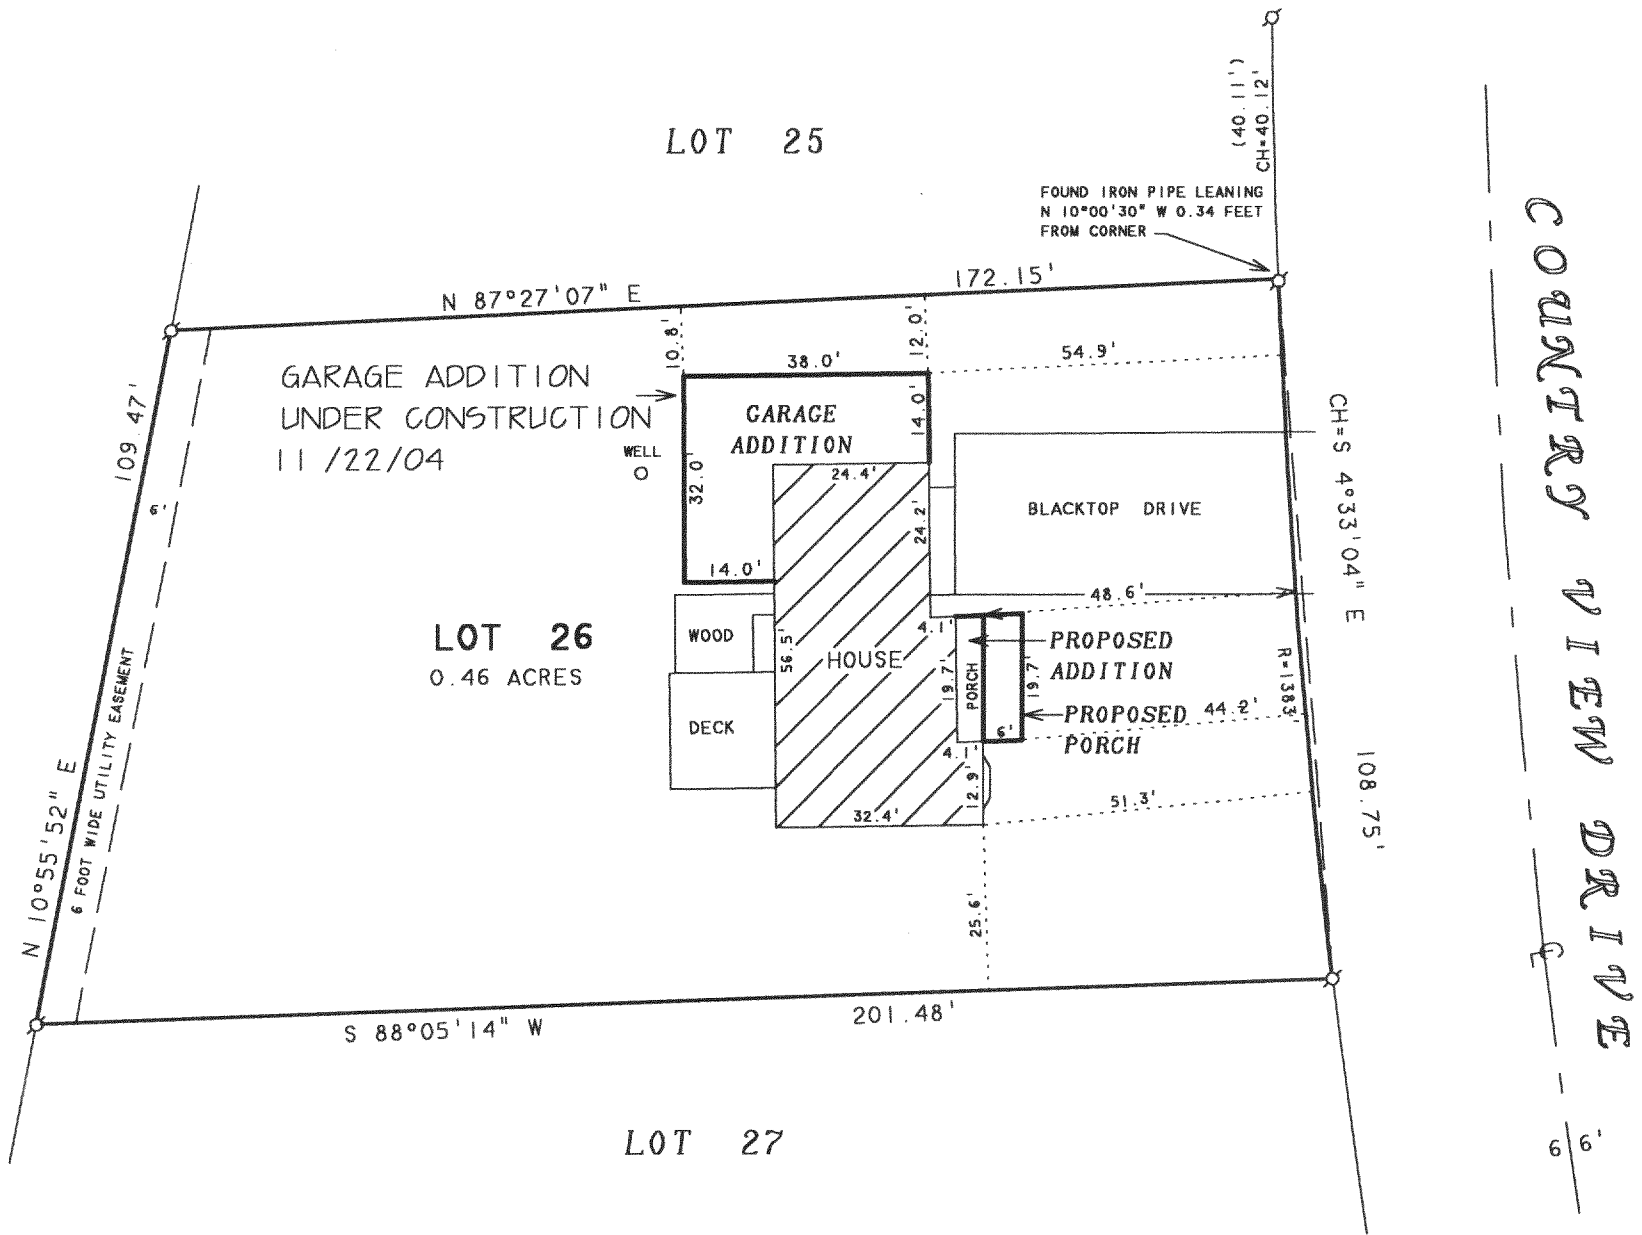 (40.11')
CH=40.12'
LOT 25
FOUND IRON PIPE LEANING
N 10°00'30" W 0.34 FEET
FROM CORNER
172.15'
N 87°27'07" E
10.8'
12.0'
38.0'
54.9'
GARAGE ADDITION
UNDER CONSTRUCTION
11/22/04
GARAGE
ADDITION
14.0'
109.47'
WELL
32.0'
24.4'
24.2'
6'
BLACKTOP DRIVE
CH=S 4°33'04" E
COUNTRY VIEW DRIVE
14.0'
48.6'
LOT 26
0.46 ACRES
WOOD
56.5'
HOUSE
4.1'
PROPOSED
ADDITION
19.7'
PORCH
19.7'
R=1383
DECK
6'
PROPOSED
PORCH
44.2'
4.1'
12.9'
32.4'
51.3'
108.75'
6 FOOT WIDE UTILITY EASEMENT
N 10°55'52" E
25.6'
S 88°05'14" W
201.48'
LOT 27
66'